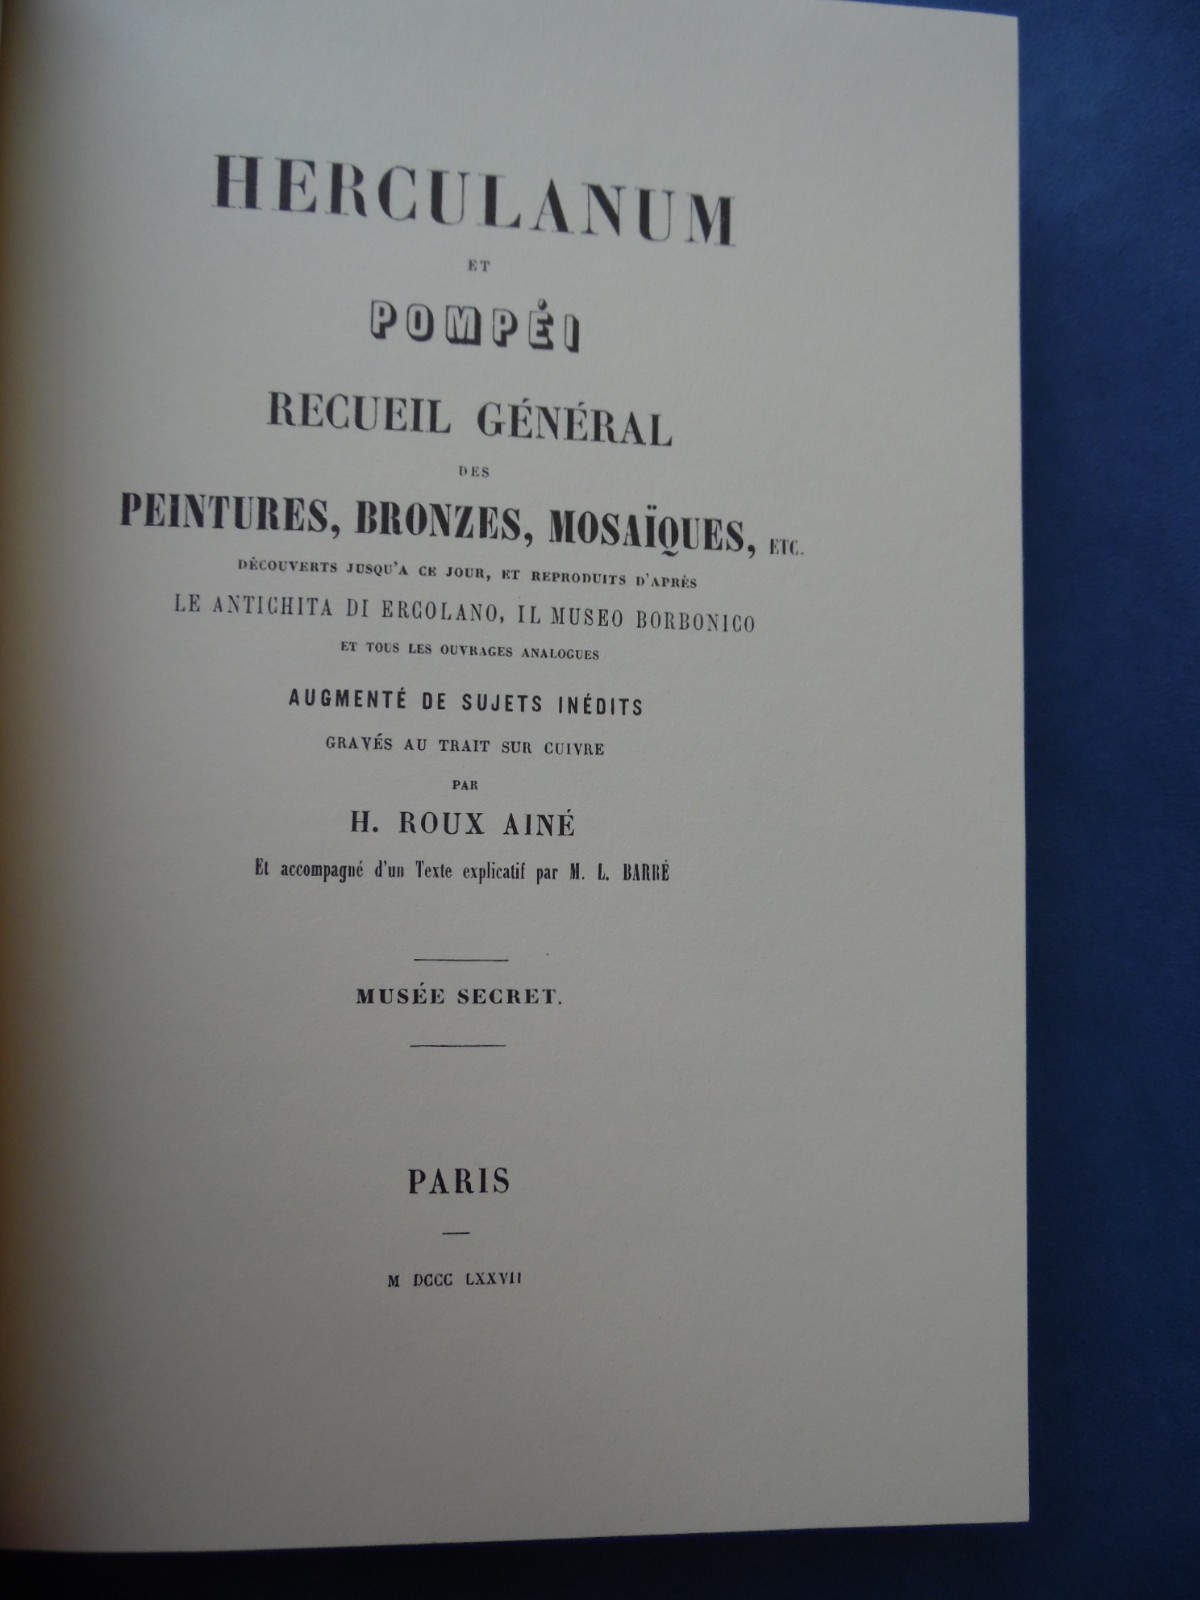 HERCULANUM
ET
POMPÉI
RECUEIL GÉNÉRAL
DES
PEINTURES, BRONZES, MOSAÏQUES, ETC.
DÉCOUVERTS JUSQU'A CE JOUR, ET REPRODUITS D'APRÈS
LE ANTICHITA DI ERCOLANO, IL MUSEO BORBONICO
ET TOUS LES OUVRAGES ANALOGUES
AUGMENTÉ DE SUJETS INÉDITS
GRAVÉS AU TRAIT SUR CUIVRE
PAR
H. ROUX AINÉ
Et accompagné d'un Texte explicatif par M. L. BARRÉ
MUSÉE SECRET.
PARIS
M DCCC LXXVII